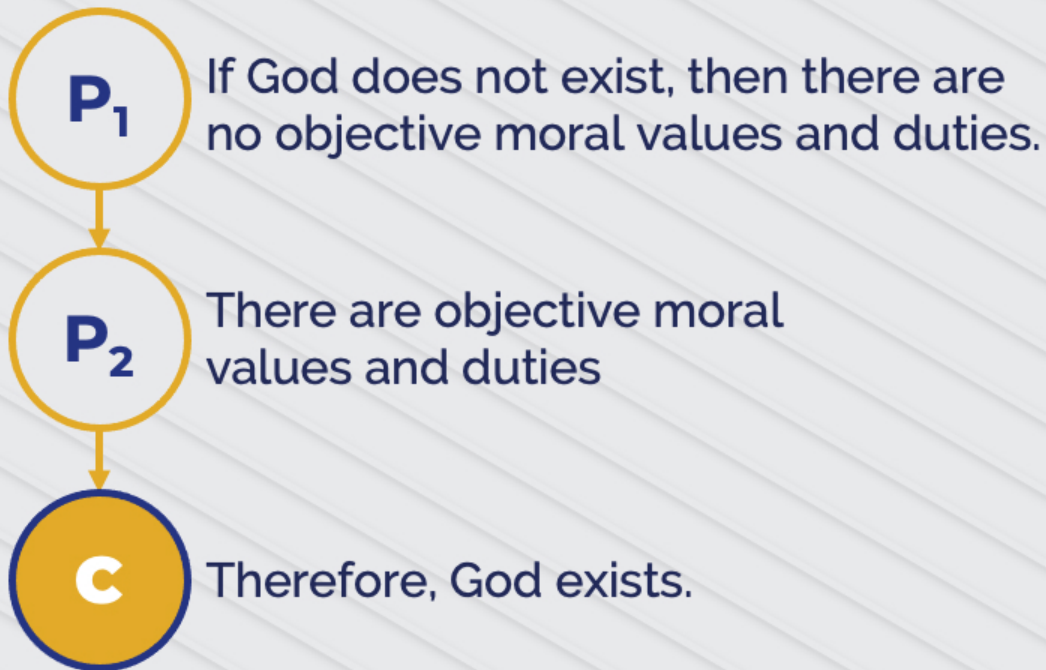 P1
If God does not exist, then there are
no objective moral values and duties.
P2
There are objective moral
values and duties
C
Therefore, God exists.